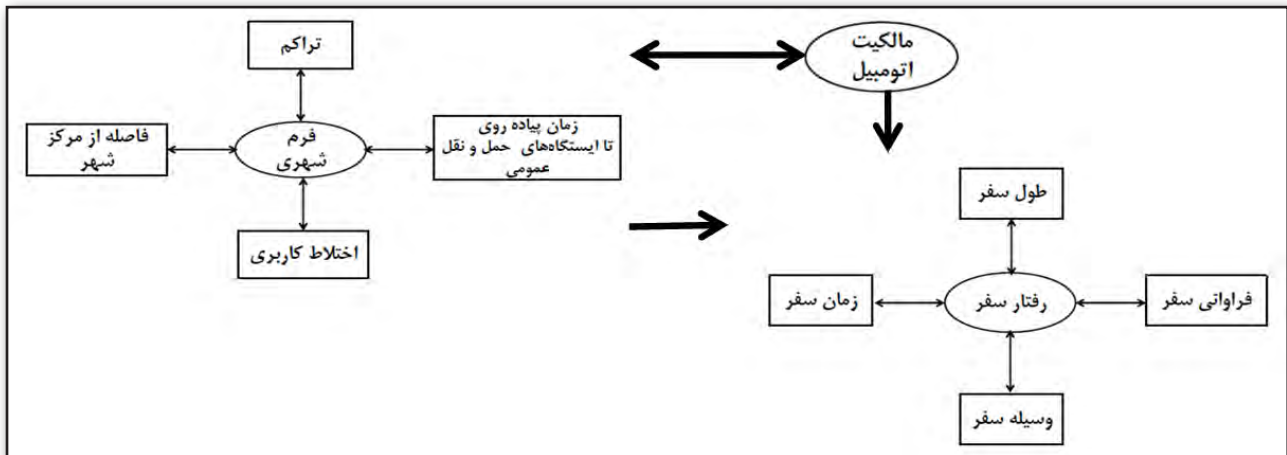 تراکم
مالکیت
اتومبیل
فاصله از مرکز
شهر
فرم
شهری
زمان پیاده روی
تا ایستگاه‌های حمل و نقل
عمومی
اختلاط کاربری
طول سفر
زمان سفر
رفتار سفر
فراوانی سفر
وسیله سفر